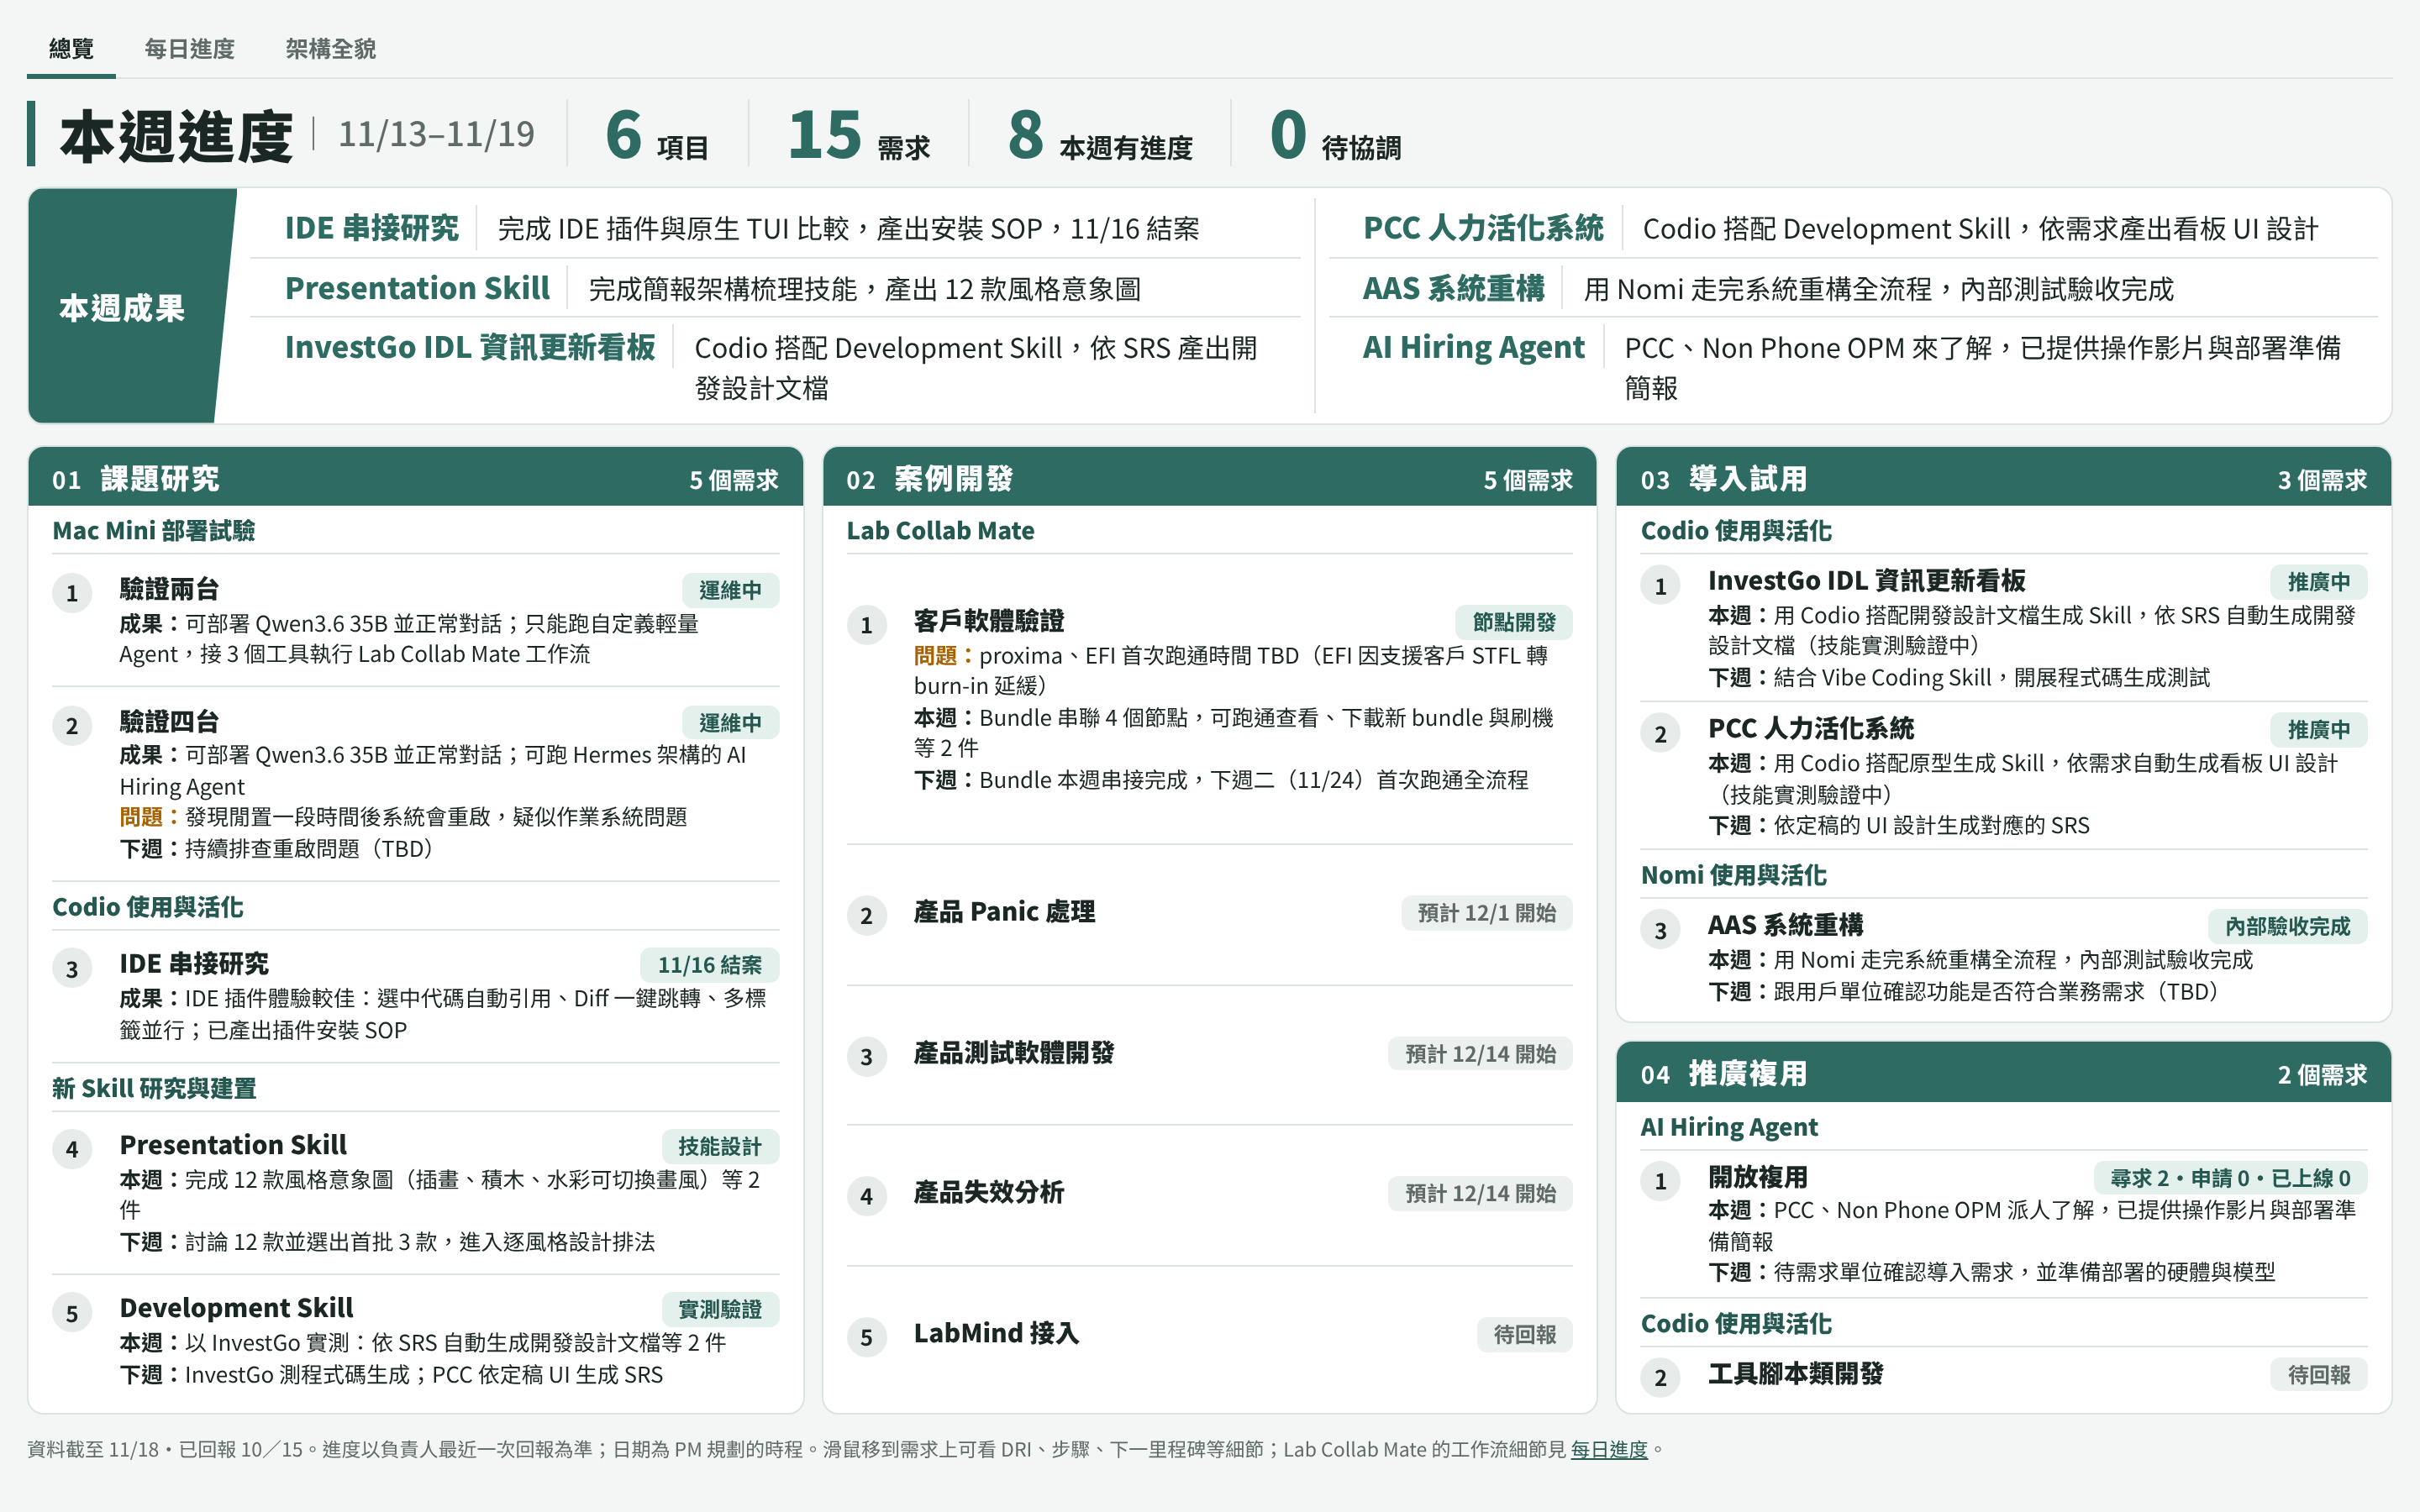 總覽 每日進度 架構全貌
本週進度 11/13–11/19 6 項目 15 需求 8 本週有進度 0 待協調
本週成果
IDE 串接研究 完成 IDE 插件與原生 TUI 比較，產出安裝 SOP，11/16 結案
Presentation Skill 完成簡報架構梳理技能，產出 12 款風格意象圖
InvestGo IDL 資訊更新看板 Codio 搭配 Development Skill，依 SRS 產出開
發設計文檔
PCC 人力活化系統 Codio 搭配 Development Skill，依需求產出看板 UI 設計
AAS 系統重構 用 Nomi 走完系統重構全流程，內部測試驗收完成
AI Hiring Agent PCC、Non Phone OPM 來了解，已提供操作影片與部署準備
簡報
01 課題研究 5 個需求
Mac Mini 部署試驗
1 驗證兩台 運維中
成果：可部署 Qwen3.6 35B 並正常對話；只能跑自定義輕量
Agent，接 3 個工具執行 Lab Collab Mate 工作流
2 驗證四台 運維中
成果：可部署 Qwen3.6 35B 並正常對話；可跑 Hermes 架構的 AI
Hiring Agent
問題：發現閒置一段時間後系統會重啟，疑似作業系統問題
下週：持續排查重啟問題（TBD）
Codio 使用與活化
3 IDE 串接研究 11/16 結案
成果：IDE 插件體驗較佳：選中代碼自動引用、Diff 一鍵跳轉、多標
籤並行；已產出插件安裝 SOP
新 Skill 研究與建置
4 Presentation Skill 技能設計
本週：完成 12 款風格意象圖（插畫、積木、水彩可切換畫風）等 2
件
下週：討論 12 款並選出首批 3 款，進入逐風格設計排法
5 Development Skill 實測驗證
本週：以 InvestGo 實測：依 SRS 自動生成開發設計文檔等 2 件
下週：InvestGo 測程式碼生成；PCC 依定稿 UI 生成 SRS
02 案例開發 5 個需求
Lab Collab Mate
1 客戶軟體驗證 節點開發
問題：proxima、EFI 首次跑通時間 TBD（EFI 因支援客戶 STFL 轉
burn-in 延緩）
本週：Bundle 串聯 4 個節點，可跑通查看、下載新 bundle 與刷機
等 2 件
下週：Bundle 本週串接完成，下週二（11/24）首次跑通全流程
2 產品 Panic 處理 預計 12/1 開始
3 產品測試軟體開發 預計 12/14 開始
4 產品失效分析 預計 12/14 開始
5 LabMind 接入 待回報
03 導入試用 3 個需求
Codio 使用與活化
1 InvestGo IDL 資訊更新看板 推廣中
本週：用 Codio 搭配開發設計文檔生成 Skill，依 SRS 自動生成開發
設計文檔（技能實測驗證中）
下週：結合 Vibe Coding Skill，開展程式碼生成測試
2 PCC 人力活化系統 推廣中
本週：用 Codio 搭配原型生成 Skill，依需求自動生成看板 UI 設計
（技能實測驗證中）
下週：依定稿的 UI 設計生成對應的 SRS
Nomi 使用與活化
3 AAS 系統重構 內部驗收完成
本週：用 Nomi 走完系統重構全流程，內部測試驗收完成
下週：跟用戶單位確認功能是否符合業務需求（TBD）
04 推廣複用 2 個需求
AI Hiring Agent
1 開放複用 尋求 2・申請 0・已上線 0
本週：PCC、Non Phone OPM 派人了解，已提供操作影片與部署準
備簡報
下週：待需求單位確認導入需求，並準備部署的硬體與模型
Codio 使用與活化
2 工具腳本類開發 待回報
資料截至 11/18・已回報 10／15。進度以負責人最近一次回報為準；日期為 PM 規劃的時程。滑鼠移到需求上可看 DRI、步驟、下一里程碑等細節；Lab Collab Mate 的工作流細節見 每日進度。